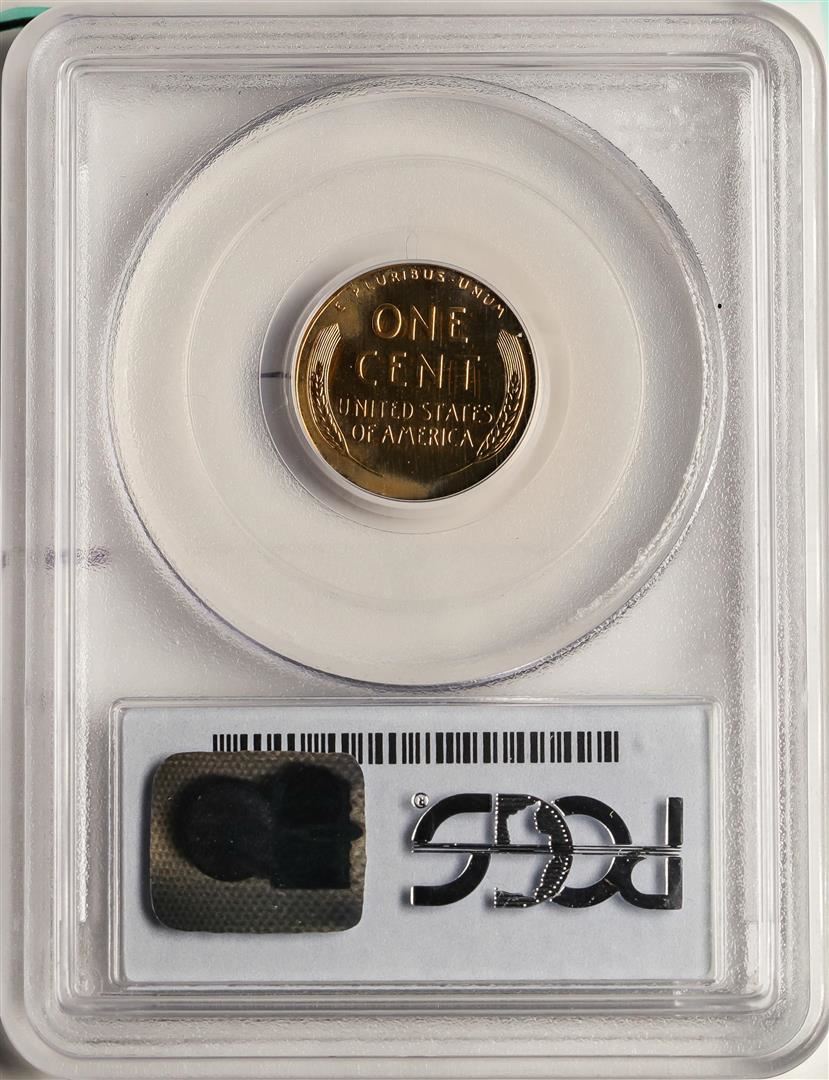 E · PLURIBUS · UNUM
ONE
CENT
UNITED STATES
OF AMERICA
PCGS ®